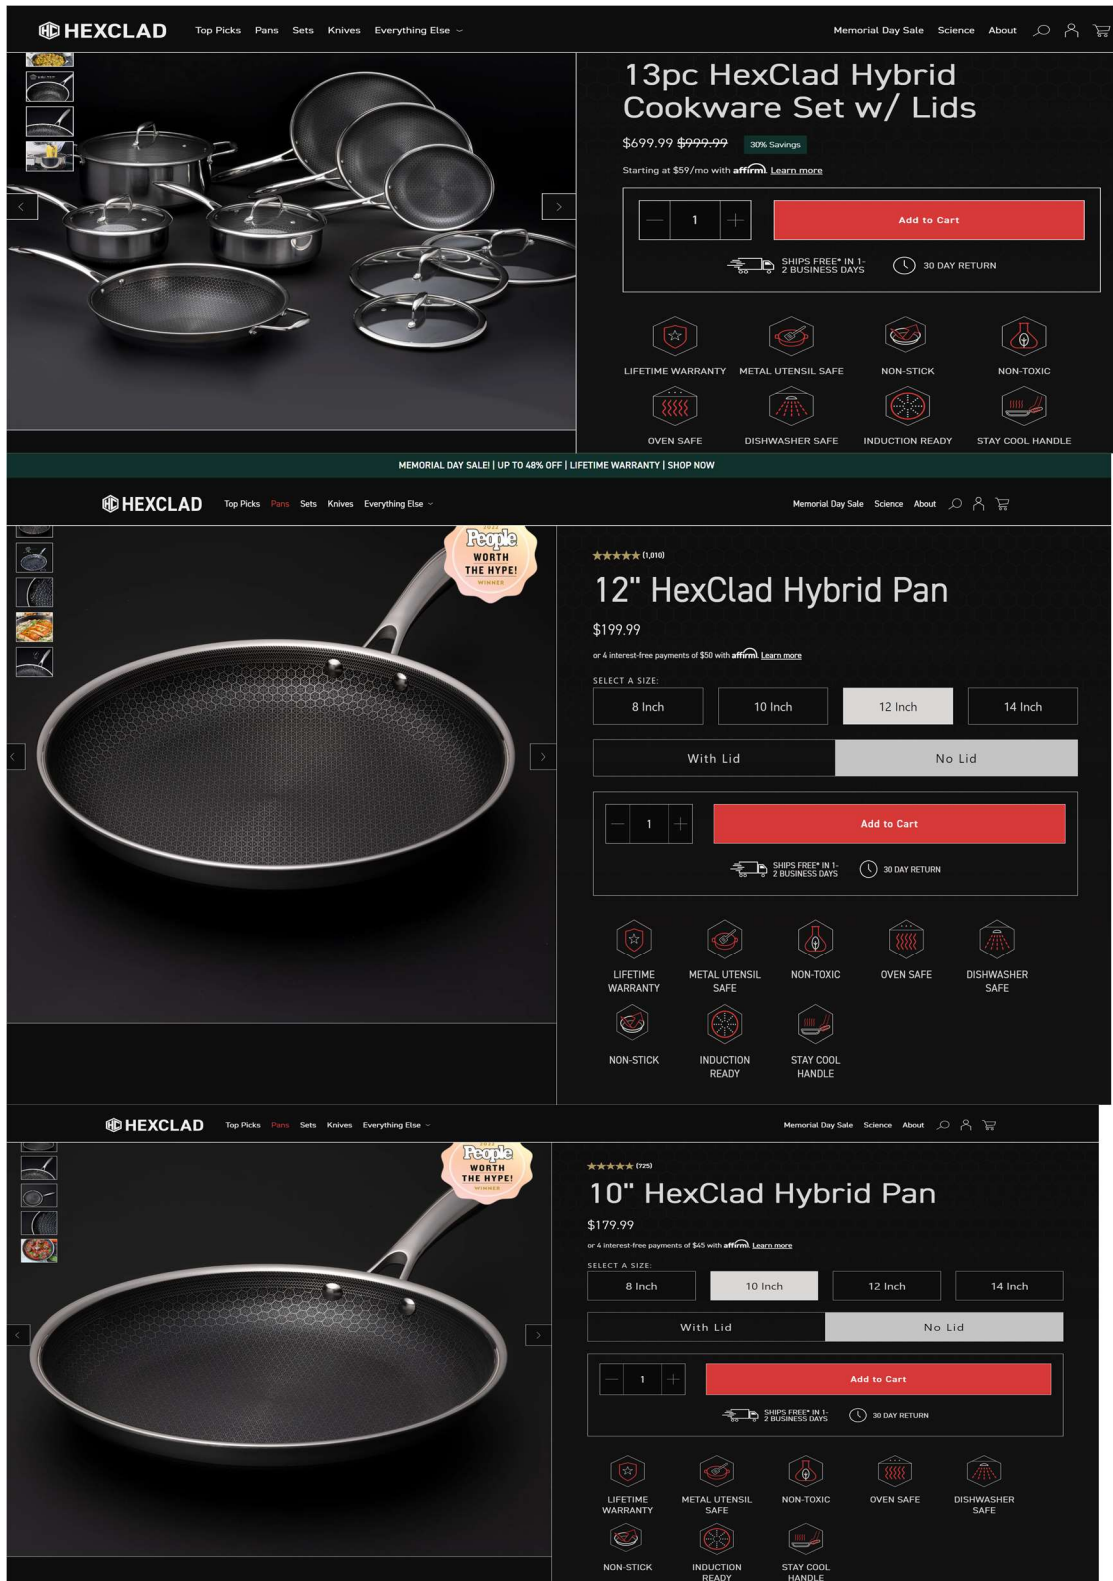 HEXCLAD
Top Picks Pans Sets Knives Everything Else
Memorial Day Sale Science About
13pc HexClad Hybrid
Cookware Set w/ Lids
$699.99 $999.99 30% Savings
Starting at $59/mo with affirm. Learn more
1
Add to Cart
SHIPS FREE* IN 1-
2 BUSINESS DAYS
30 DAY RETURN
LIFETIME WARRANTY METAL UTENSIL SAFE NON-STICK NON-TOXIC
OVEN SAFE DISHWASHER SAFE INDUCTION READY STAY COOL HANDLE
MEMORIAL DAY SALE! | UP TO 48% OFF | LIFETIME WARRANTY | SHOP NOW
HEXCLAD
Top Picks Pans Sets Knives Everything Else
Memorial Day Sale Science About
2022
People
WORTH
THE HYPE!
WINNER
(1,010)
12" HexClad Hybrid Pan
$199.99
or 4 interest-free payments of $50 with affirm. Learn more
SELECT A SIZE:
8 Inch 10 Inch 12 Inch 14 Inch
With Lid No Lid
1
Add to Cart
SHIPS FREE* IN 1-
2 BUSINESS DAYS
30 DAY RETURN
LIFETIME
WARRANTY
METAL UTENSIL
SAFE
NON-TOXIC
OVEN SAFE
DISHWASHER
SAFE
NON-STICK
INDUCTION
READY
STAY COOL
HANDLE
HEXCLAD
Top Picks Pans Sets Knives Everything Else
Memorial Day Sale Science About
2022
People
WORTH
THE HYPE!
WINNER
(725)
10" HexClad Hybrid Pan
$179.99
or 4 interest-free payments of $45 with affirm. Learn more
SELECT A SIZE:
8 Inch 10 Inch 12 Inch 14 Inch
With Lid No Lid
1
Add to Cart
SHIPS FREE* IN 1-
2 BUSINESS DAYS
30 DAY RETURN
LIFETIME
WARRANTY
METAL UTENSIL
SAFE
NON-TOXIC
OVEN SAFE
DISHWASHER
SAFE
NON-STICK
INDUCTION
READY
STAY COOL
HANDLE